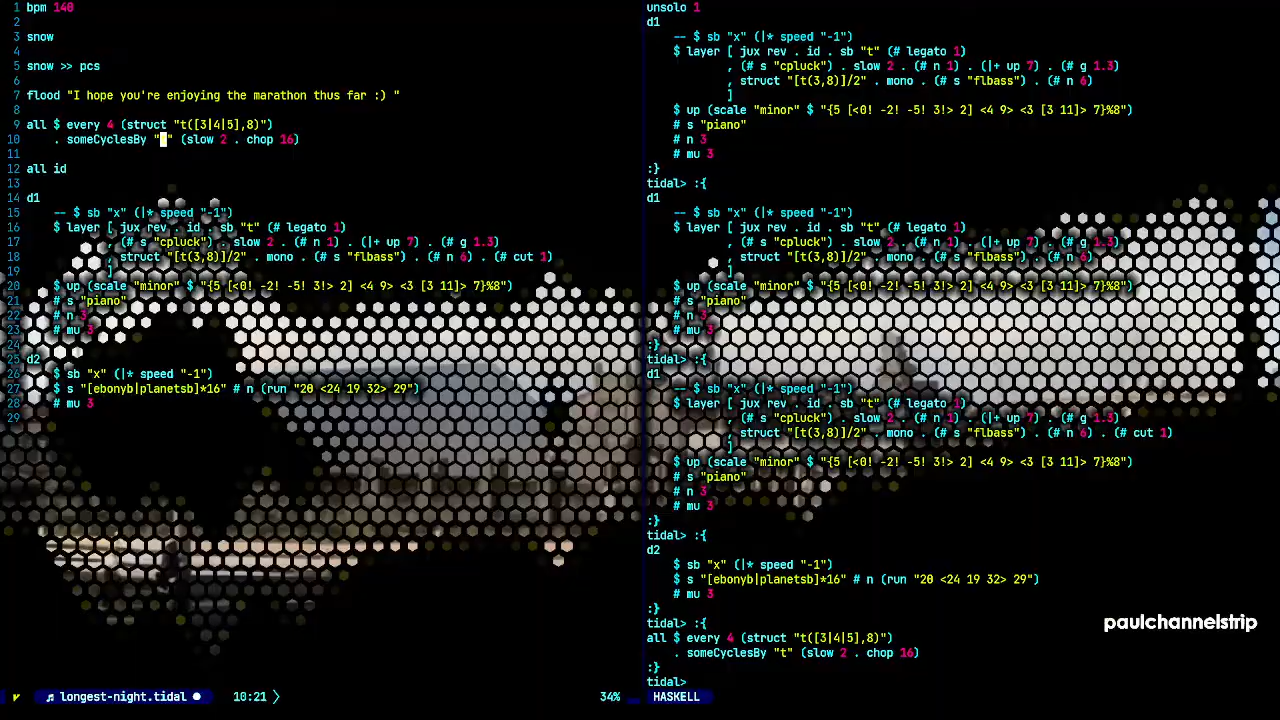 1 bpm 140
2
3 snow
4
5 snow >> pcs
6
7 flood "I hope you're enjoying the marathon thus far :) "
8
9 all $ every 4 (struct "t([3|4|5],8)")
10 . someCyclesBy " " (slow 2 . chop 16)
11
12 all id
13
14 d1
15 -- $ sb "x" (|* speed "-1")
16 $ layer [ jux rev . id . sb "t" (# legato 1)
17 , (# s "cpluck") . slow 2 . (# n 1) . (|+ up 7) . (# g 1.3)
18 , struct "[t(3,8)]/2" . mono . (# s "flbass") . (# n 6) . (# cut 1)
19 ]
20 $ up (scale "minor" $ "{5 [<0! -2! -5! 3!> 2] <4 9> <3 [3 11]> 7}%8")
21 # s "piano"
22 # n 3
23 # mu 3
24
25 d2
26 $ sb "x" (|* speed "-1")
27 $ s "[ebonyb|planetsb]*16" # n (run "20 <24 19 32> 29")
28 # mu 3
29
v ♬ longest-night.tidal ● 10:21 〉 34%
unsolo 1
d1
-- $ sb "x" (|* speed "-1")
$ layer [ jux rev . id . sb "t" (# legato 1)
, (# s "cpluck") . slow 2 . (# n 1) . (|+ up 7) . (# g 1.3)
, struct "[t(3,8)]/2" . mono . (# s "flbass") . (# n 6)
]
$ up (scale "minor" $ "{5 [<0! -2! -5! 3!> 2] <4 9> <3 [3 11]> 7}%8")
# s "piano"
# n 3
# mu 3
:}
tidal> :{
d1
-- $ sb "x" (|* speed "-1")
$ layer [ jux rev . id . sb "t" (# legato 1)
, (# s "cpluck") . slow 2 . (# n 1) . (|+ up 7) . (# g 1.3)
, struct "[t(3,8)]/2" . mono . (# s "flbass") . (# n 6)
]
$ up (scale "minor" $ "{5 [<0! -2! -5! 3!> 2] <4 9> <3 [3 11]> 7}%8")
# s "piano"
# n 3
# mu 3
:}
tidal> :{
d1
-- $ sb "x" (|* speed "-1")
$ layer [ jux rev . id . sb "t" (# legato 1)
, (# s "cpluck") . slow 2 . (# n 1) . (|+ up 7) . (# g 1.3)
, struct "[t(3,8)]/2" . mono . (# s "flbass") . (# n 6) . (# cut 1)
]
$ up (scale "minor" $ "{5 [<0! -2! -5! 3!> 2] <4 9> <3 [3 11]> 7}%8")
# s "piano"
# n 3
# mu 3
:}
tidal> :{
d2
$ sb "x" (|* speed "-1")
$ s "[ebonyb|planetsb]*16" # n (run "20 <24 19 32> 29")
# mu 3
:}
tidal> :{
all $ every 4 (struct "t([3|4|5],8)")
. someCyclesBy "t" (slow 2 . chop 16)
:}
tidal>
HASKELL
paulchannelstrip